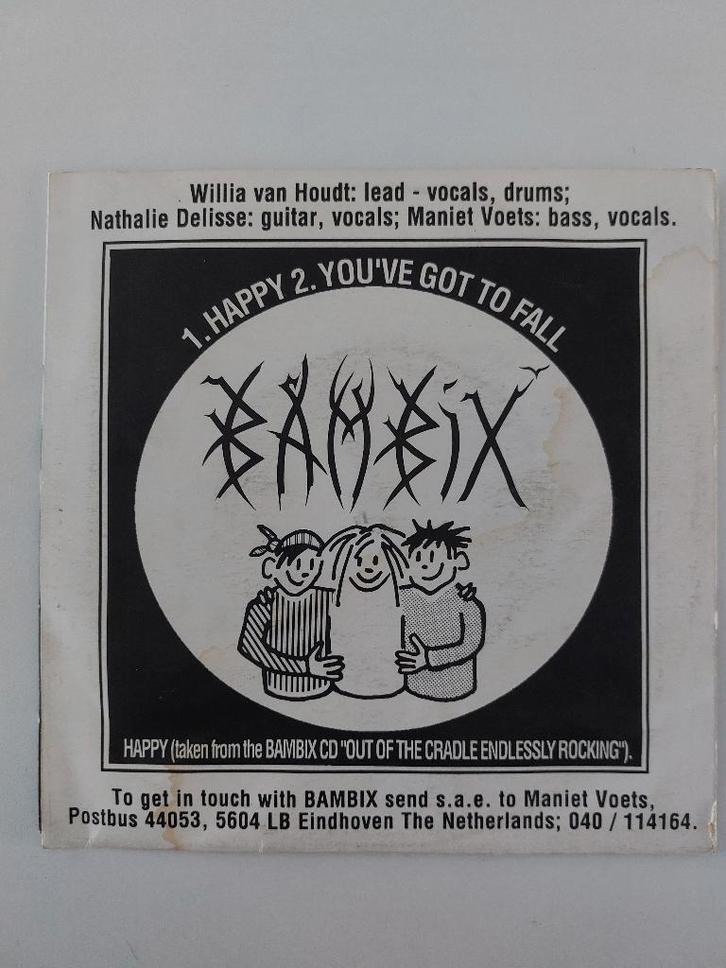 Willia van Houdt: lead - vocals, drums;
Nathalie Delisse: guitar, vocals; Maniet Voets: bass, vocals.
1. HAPPY 2. YOU'VE GOT TO FALL
BAMBiX
HAPPY (taken from the BAMBIX CD "OUT OF THE CRADLE ENDLESSLY ROCKING").
To get in touch with BAMBIX send s.a.e. to Maniet Voets,
Postbus 44053, 5604 LB Eindhoven The Netherlands; 040 / 114164.